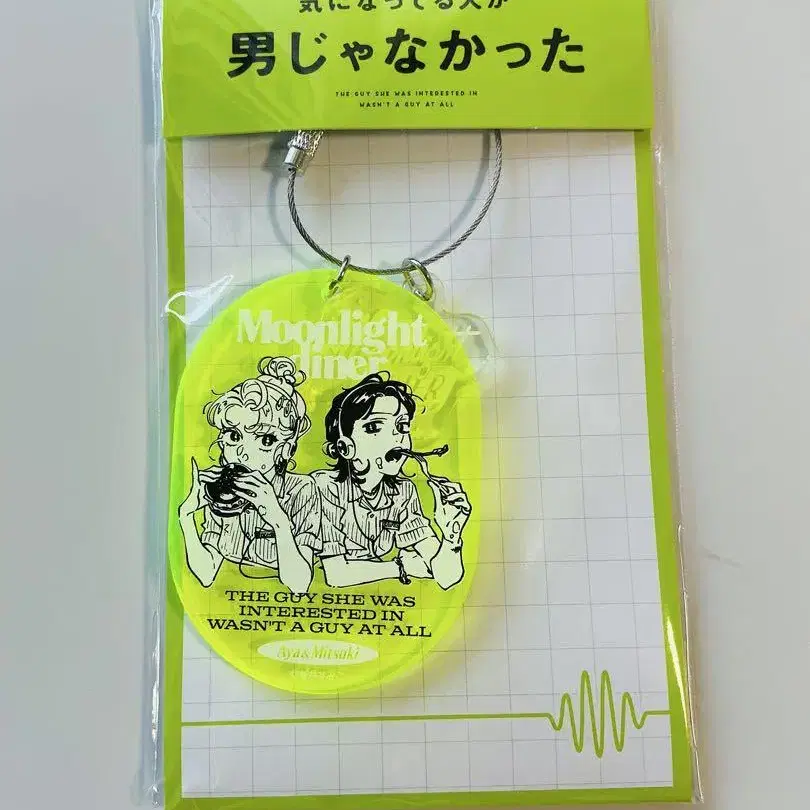 気になってる人が
男じゃなかった
THE GUY SHE WAS INTERESTED IN
WASN'T A GUY AT ALL
Moonlight
diner
THE GUY SHE WAS
INTERESTED IN
WASN'T A GUY AT ALL
Aya & Mitsuki